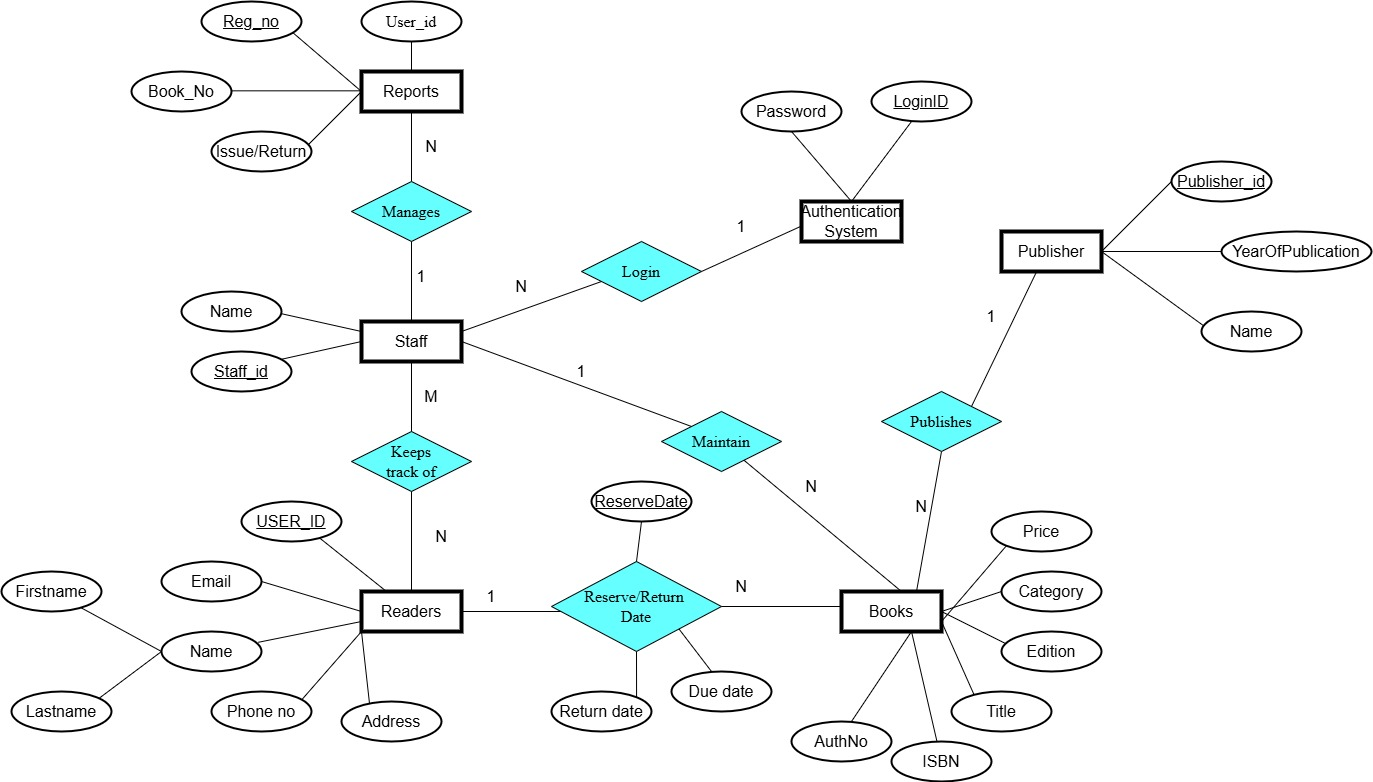 Reg_no
User_id
Book_No
Reports
Issue/Return
N
Manages
1
Password
LoginID
Authentication
System
1
Login
N
Publisher_id
Publisher
YearOfPublication
Name
1
Publishes
N
Name
Staff
Staff_id
M
1
Maintain
N
Keeps
track of
N
USER_ID
Email
Firstname
Name
Lastname
Phone no
Address
Readers
1
ReserveDate
Reserve/Return
Date
N
Return date
Due date
Books
Price
Category
Edition
Title
AuthNo
ISBN